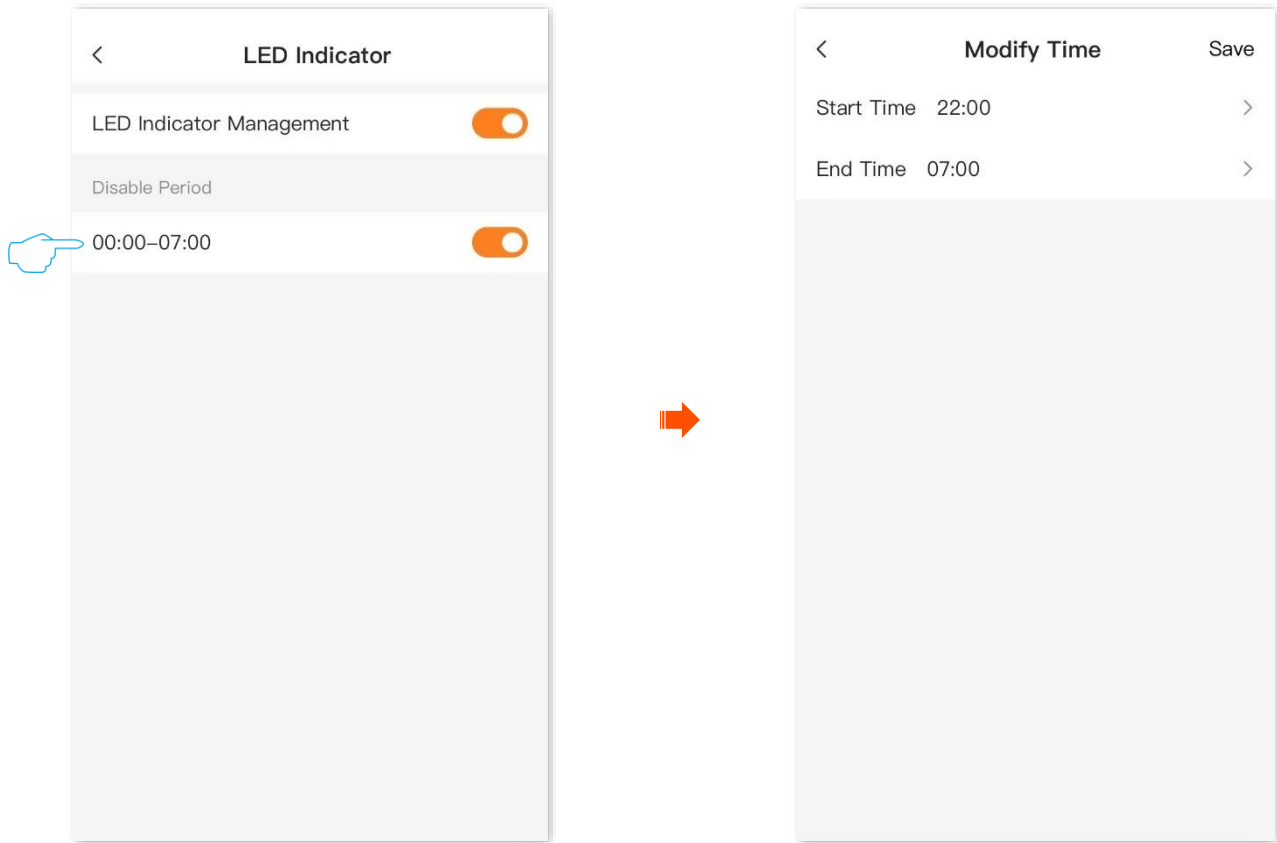 LED Indicator
LED Indicator Management
Disable Period
00:00–07:00
Modify Time
Save
Start Time 22:00
End Time 07:00